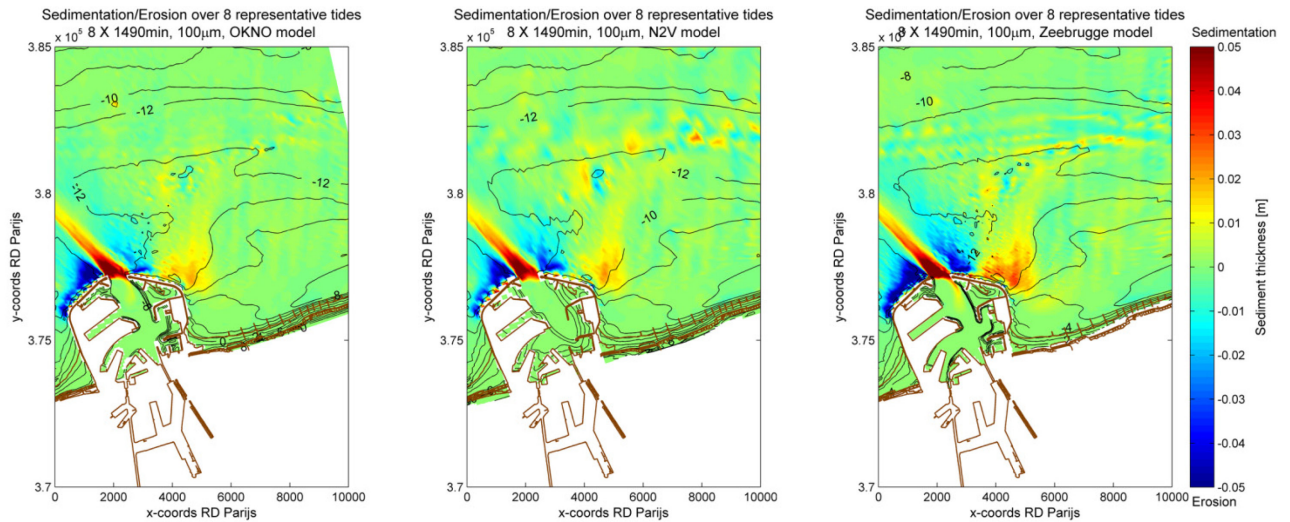 Sedimentation/Erosion over 8 representative tides
8 X 1490min, 100μm, OKNO model
x 10⁵
3.85
3.8
3.75
3.7
y-coords RD Parijs
-10
-12
-12
-12
-8
0
0 2000 4000 6000 8000 10000
x-coords RD Parijs
Sedimentation/Erosion over 8 representative tides
8 X 1490min, 100μm, N2V model
x 10⁵
3.85
3.8
3.75
3.7
y-coords RD Parijs
-12
-12
-10
0 2000 4000 6000 8000 10000
x-coords RD Parijs
Sedimentation/Erosion over 8 representative tides
8 X 1490min, 100μm, Zeebrugge model
3.85
3.8
3.75
3.7
y-coords RD Parijs
-8
-10
-12
-12
-4
0 2000 4000 6000 8000 10000
x-coords RD Parijs
Sedimentation
0.05
0.04
0.03
0.02
0.01
0
-0.01
-0.02
-0.03
-0.04
-0.05
Erosion
Sediment thickness [m]